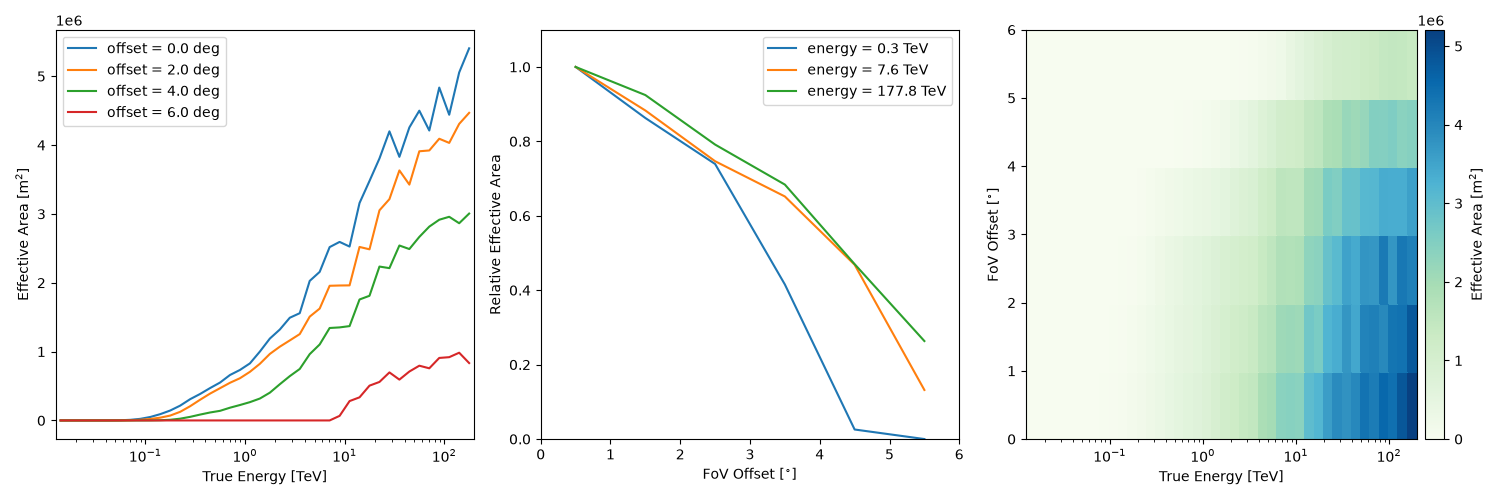 1e6
offset = 0.0 deg
offset = 2.0 deg
offset = 4.0 deg
offset = 6.0 deg
5
4
3
2
1
0
Effective Area [m²]
10⁻¹ 10⁰ 10¹ 10²
True Energy [TeV]
energy = 0.3 TeV
energy = 7.6 TeV
energy = 177.8 TeV
1.0
0.8
0.6
0.4
0.2
0.0
Relative Effective Area
0 1 2 3 4 5 6
FoV Offset [°]
6
5
4
3
2
1
0
FoV Offset [°]
10⁻¹ 10⁰ 10¹ 10²
True Energy [TeV]
1e6
5
4
3
2
1
0
Effective Area [m²]